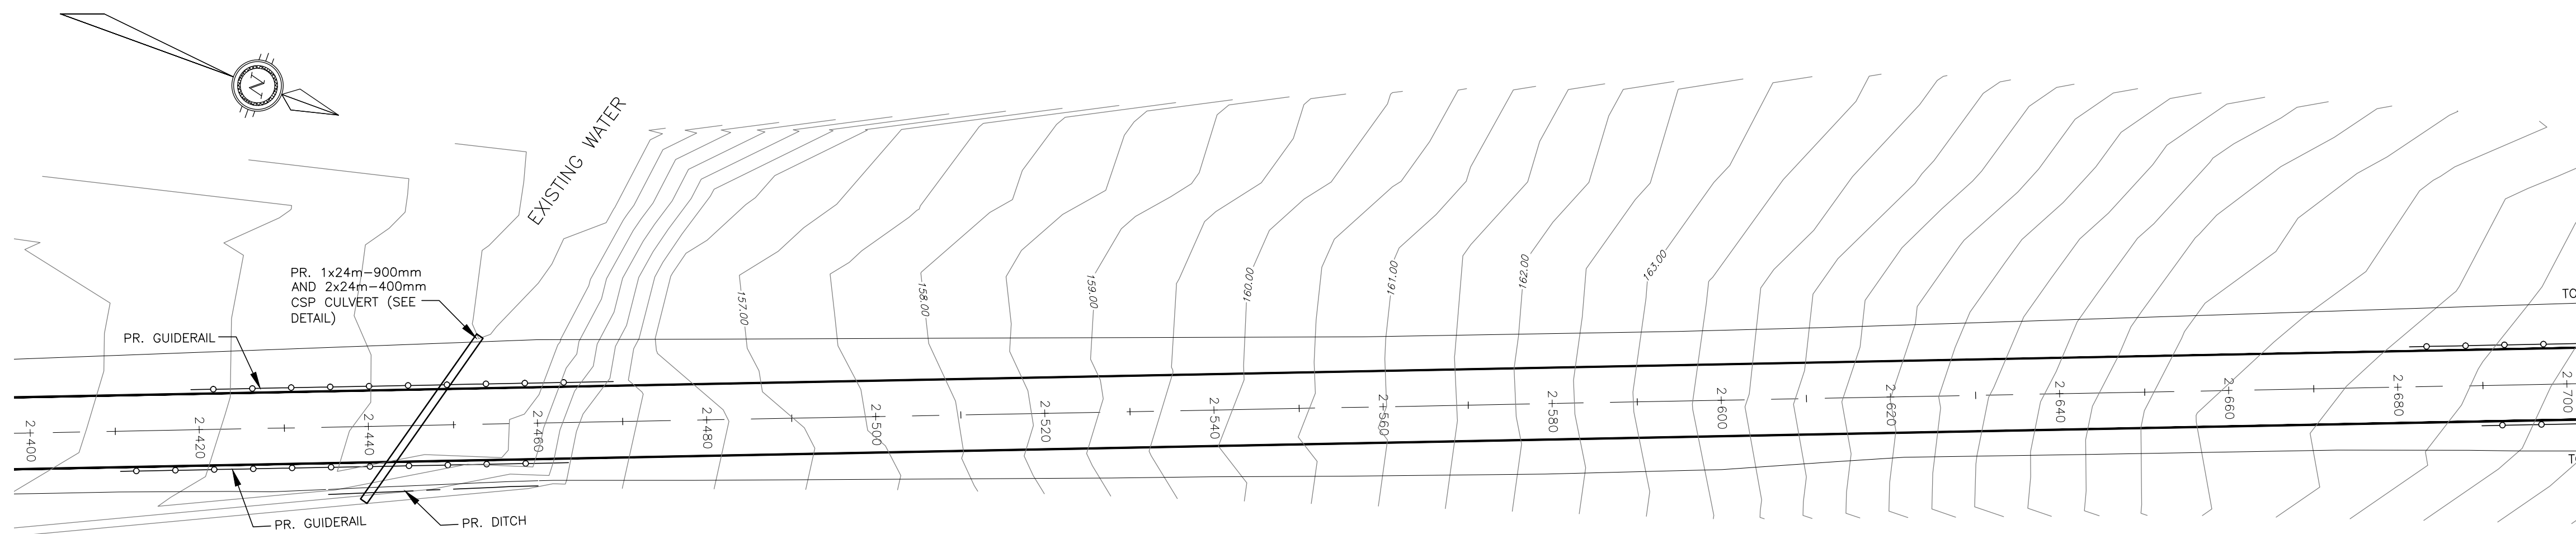 N
EXISTING WATER
PR. 1x24m-900mm
AND 2x24m-400mm
CSP CULVERT (SEE
DETAIL)
PR. GUIDERAIL
157.00
158.00
159.00
160.00
161.00
162.00
163.00
TO
2+400
2+420
2+440
2+460
2+480
2+500
2+520
2+540
2+560
2+580
2+600
2+620
2+640
2+660
2+680
2+700
TO
PR. GUIDERAIL
PR. DITCH